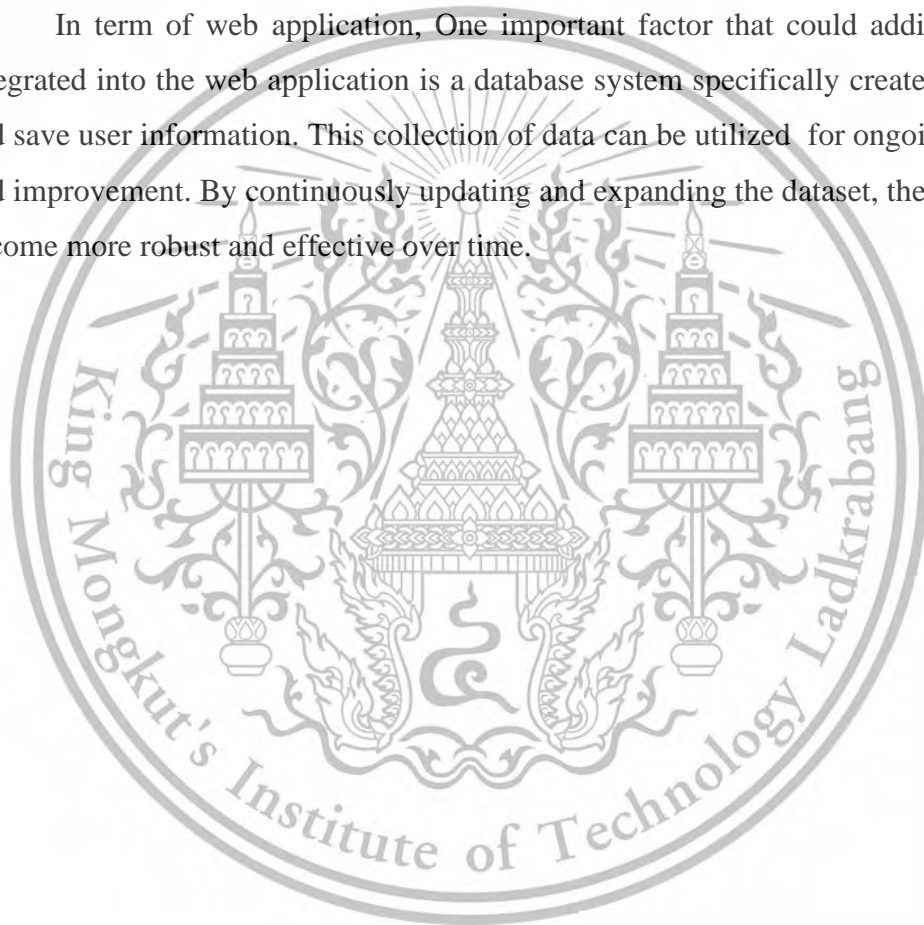 In term of web application, One important factor that could addi
egrated into the web application is a database system specifically create
d save user information. This collection of data can be utilized for ongoi
d improvement. By continuously updating and expanding the dataset, the
come more robust and effective over time.
King Mongkut's Institute of Technology Ladkrabang
๔